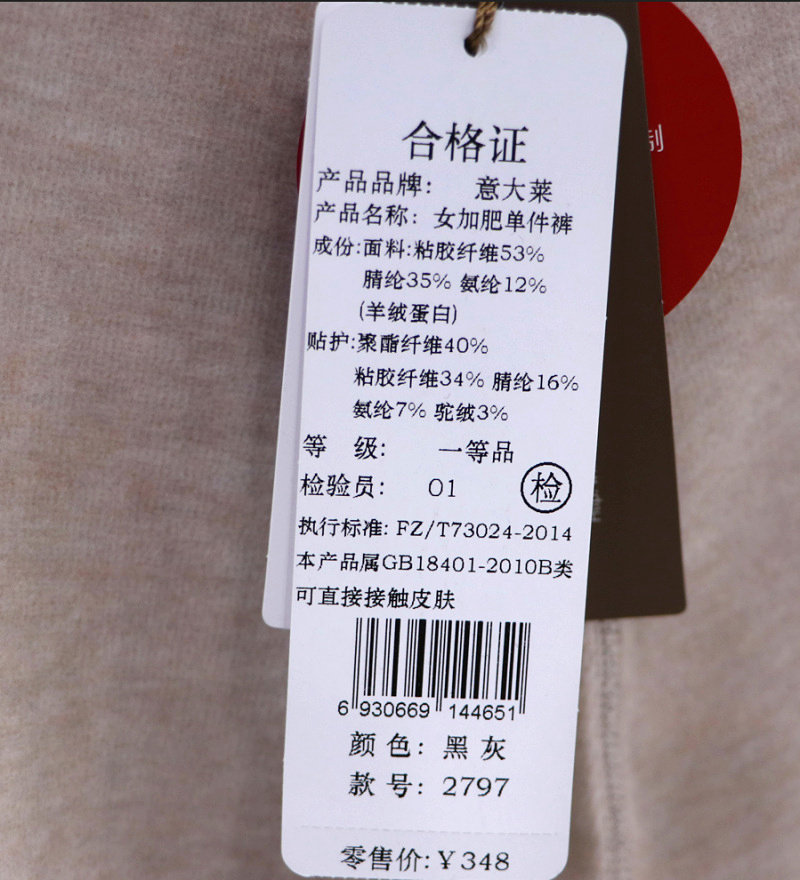 合格证
产品品牌: 意大莱
产品名称: 女加肥单件裤
成份:面料:粘胶纤维53%
腈纶35% 氨纶12%
(羊绒蛋白)
贴护:聚酯纤维40%
粘胶纤维34% 腈纶16%
氨纶7% 驼绒3%
等 级: 一等品
检验员: 01 检
执行标准: FZ/T73024-2014
本产品属GB18401-2010B类
可直接接触皮肤
6 930669 144651
颜 色: 黑 灰
款 号: 2797
零售价:¥348
制